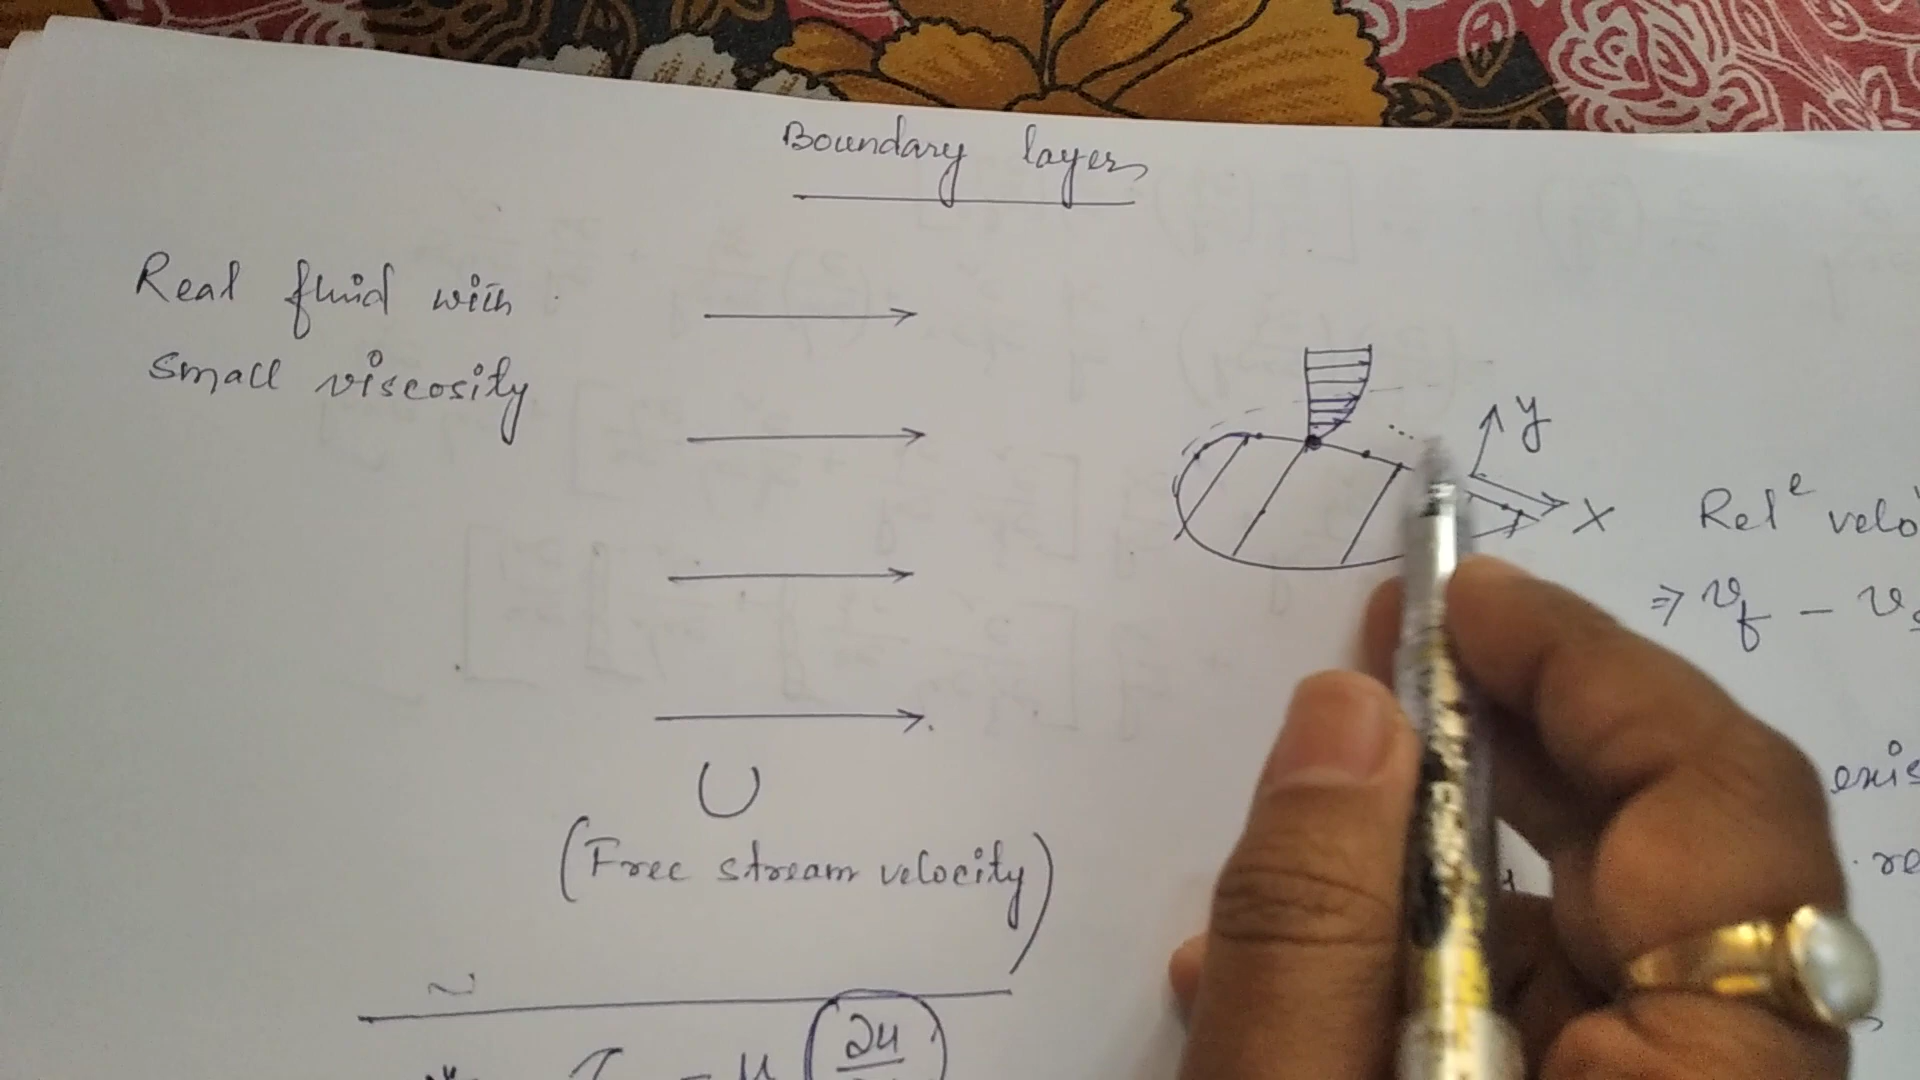 Boundary layer
Real fluid with
small viscosity
y
x
Rel e velo
⇒ v_f - v
U
(Free stream velocity)
exis
re
τ = μ (∂u